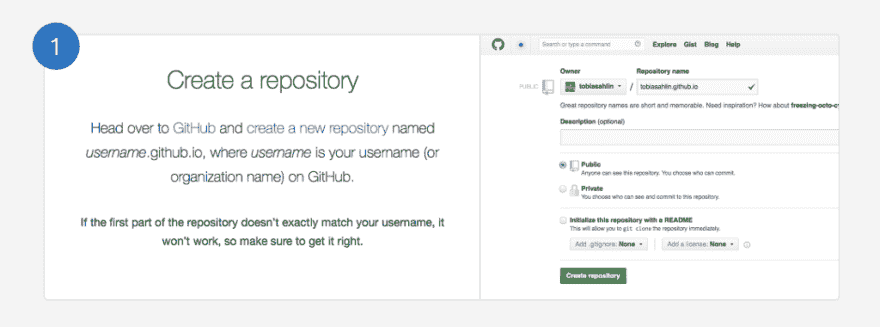 1
Create a repository
Head over to GitHub and create a new repository named
username.github.io, where username is your username (or
organization name) on GitHub.
If the first part of the repository doesn't exactly match your username, it
won't work, so make sure to get it right.
Search or type a command
Explore Gist Blog Help
Owner Repository name
PUBLIC tobiasahlin / tobiasahlin.github.io
Great repository names are short and memorable. Need inspiration? How about freezing-octo-cy
Description (optional)
Public
Anyone can see this repository. You choose who can commit.
Private
You choose who can see and commit to this repository.
Initialize this repository with a README
This will allow you to git clone the repository immediately.
Add .gitignore: None Add a license: None
Create repository